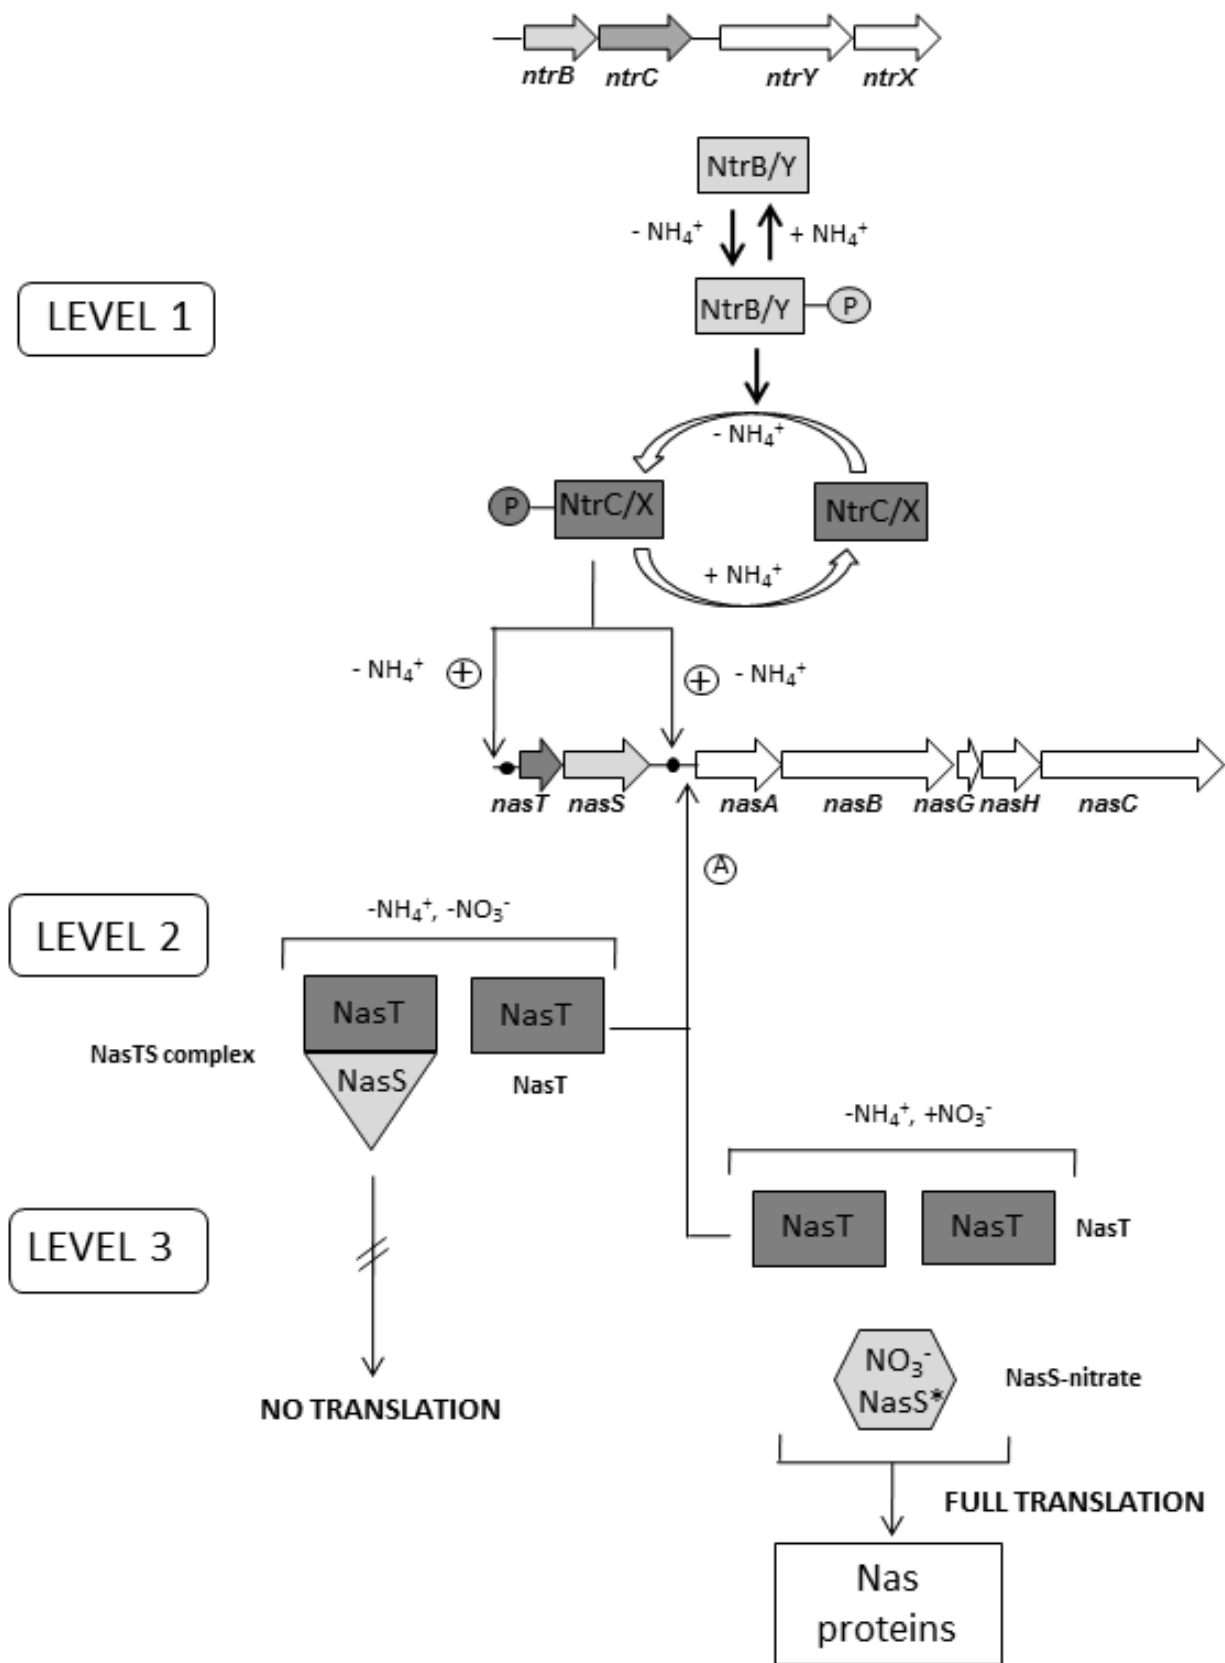 ntrB ntrC ntrY ntrX
NtrB/Y
- NH₄⁺ + NH₄⁺
NtrB/Y P
LEVEL 1
- NH₄⁺
P NtrC/X NtrC/X
+ NH₄⁺
- NH₄⁺ + + - NH₄⁺
nasT nasS nasA nasB nasG nasH nasC
A
LEVEL 2
-NH₄⁺, -NO₃⁻
NasT NasT
NasTS complex
NasS NasT
-NH₄⁺, +NO₃⁻
LEVEL 3
NasT NasT NasT
NO₃⁻
NasS* NasS-nitrate
NO TRANSLATION
FULL TRANSLATION
Nas
proteins